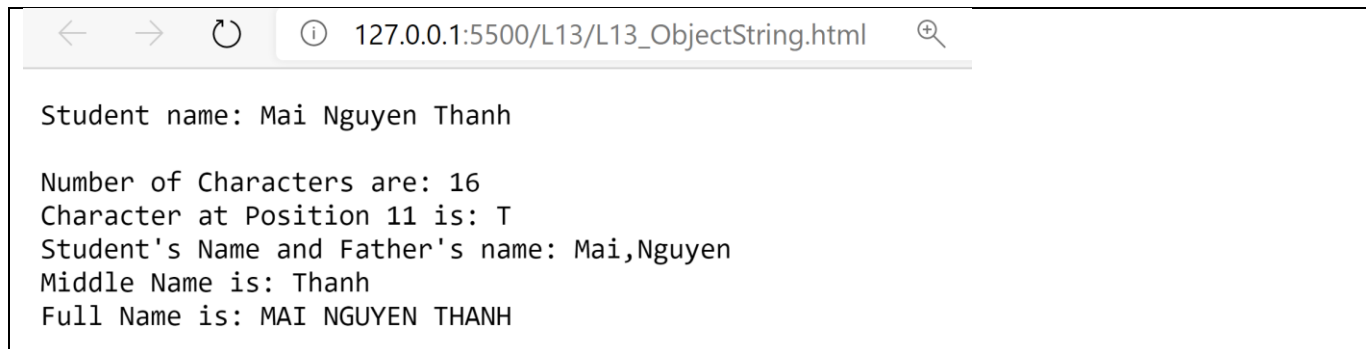 127.0.0.1:5500/L13/L13_ObjectString.html
Student name: Mai Nguyen Thanh
Number of Characters are: 16
Character at Position 11 is: T
Student's Name and Father's name: Mai,Nguyen
Middle Name is: Thanh
Full Name is: MAI NGUYEN THANH